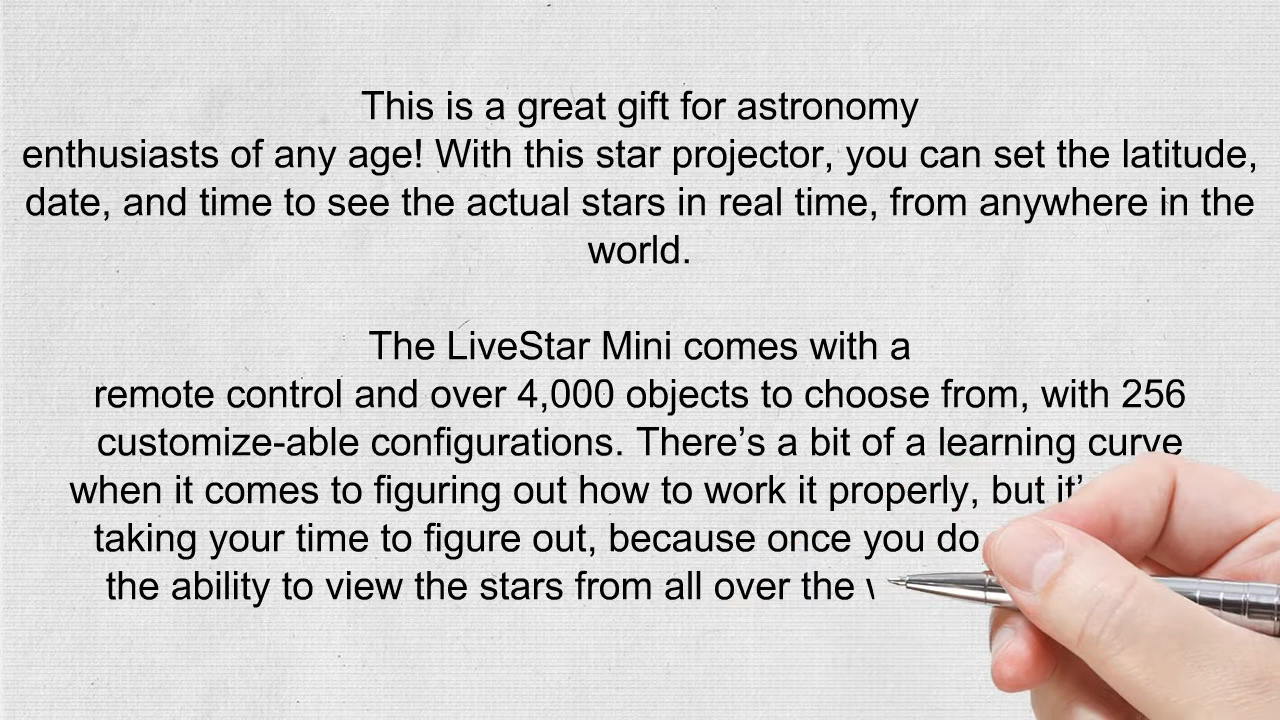 This is a great gift for astronomy
enthusiasts of any age! With this star projector, you can set the latitude,
date, and time to see the actual stars in real time, from anywhere in the
world.
The LiveStar Mini comes with a
remote control and over 4,000 objects to choose from, with 256
customize-able configurations. There’s a bit of a learning curve
when it comes to figuring out how to work it properly, but
taking your time to figure out, because once you do
the ability to view the stars from all over the